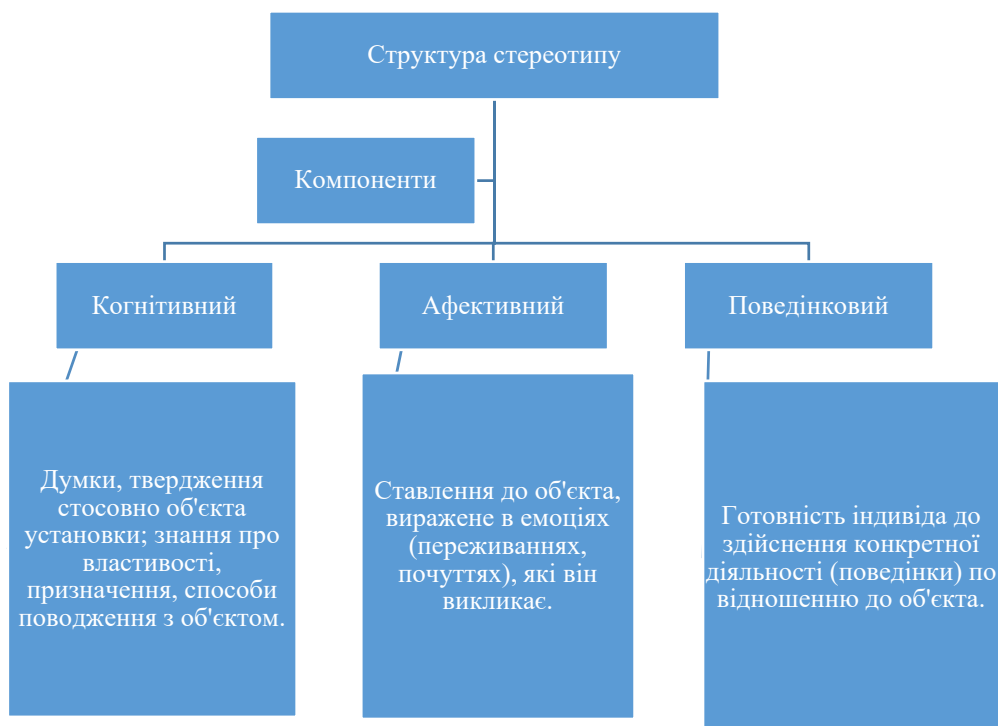 Структура стереотипу
Компоненти
Когнітивний
Афективний
Поведінковий
Думки, твердження
стосовно об'єкта
установки; знання про
властивості,
призначення, способи
поводження з об'єктом.
Ставлення до об'єкта,
виражене в емоціях
(переживаннях,
почуттях), які він
викликає.
Готовність індивіда до
здійснення конкретної
діяльності (поведінки) по
відношенню до об'єкта.